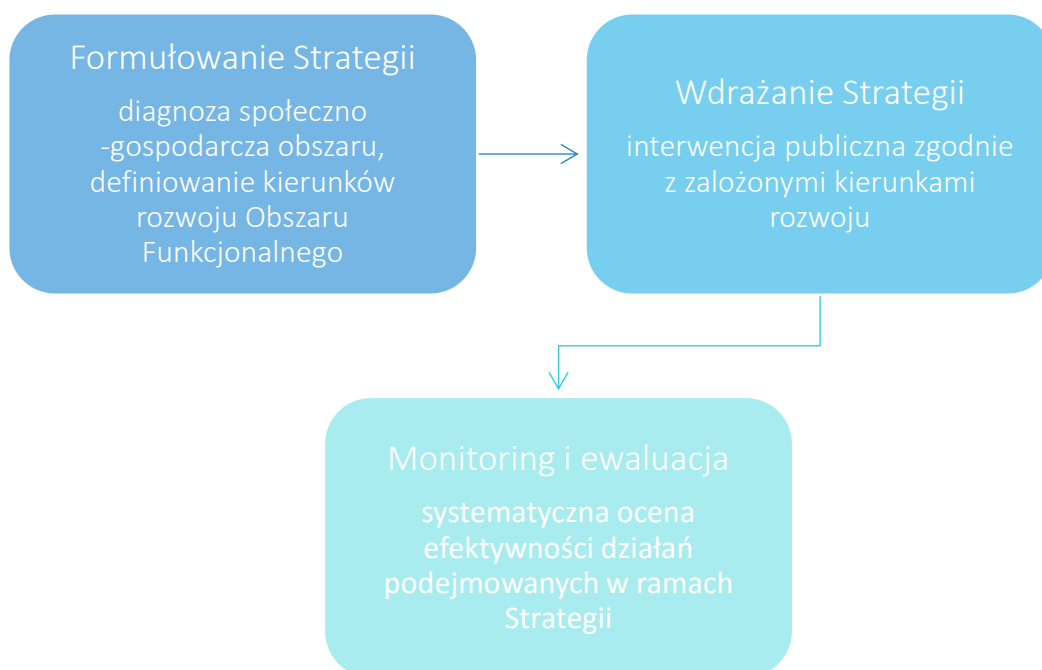 Formułowanie Strategii
diagnoza społeczno
-gospodarcza obszaru,
definiowanie kierunków
rozwoju Obszaru
Funkcjonalnego
Wdrażanie Strategii
interwencja publiczna zgodnie
z założonymi kierunkami
rozwoju
Monitoring i ewaluacja
systematyczna ocena
efektywności działań
podejmowanych w ramach
Strategii